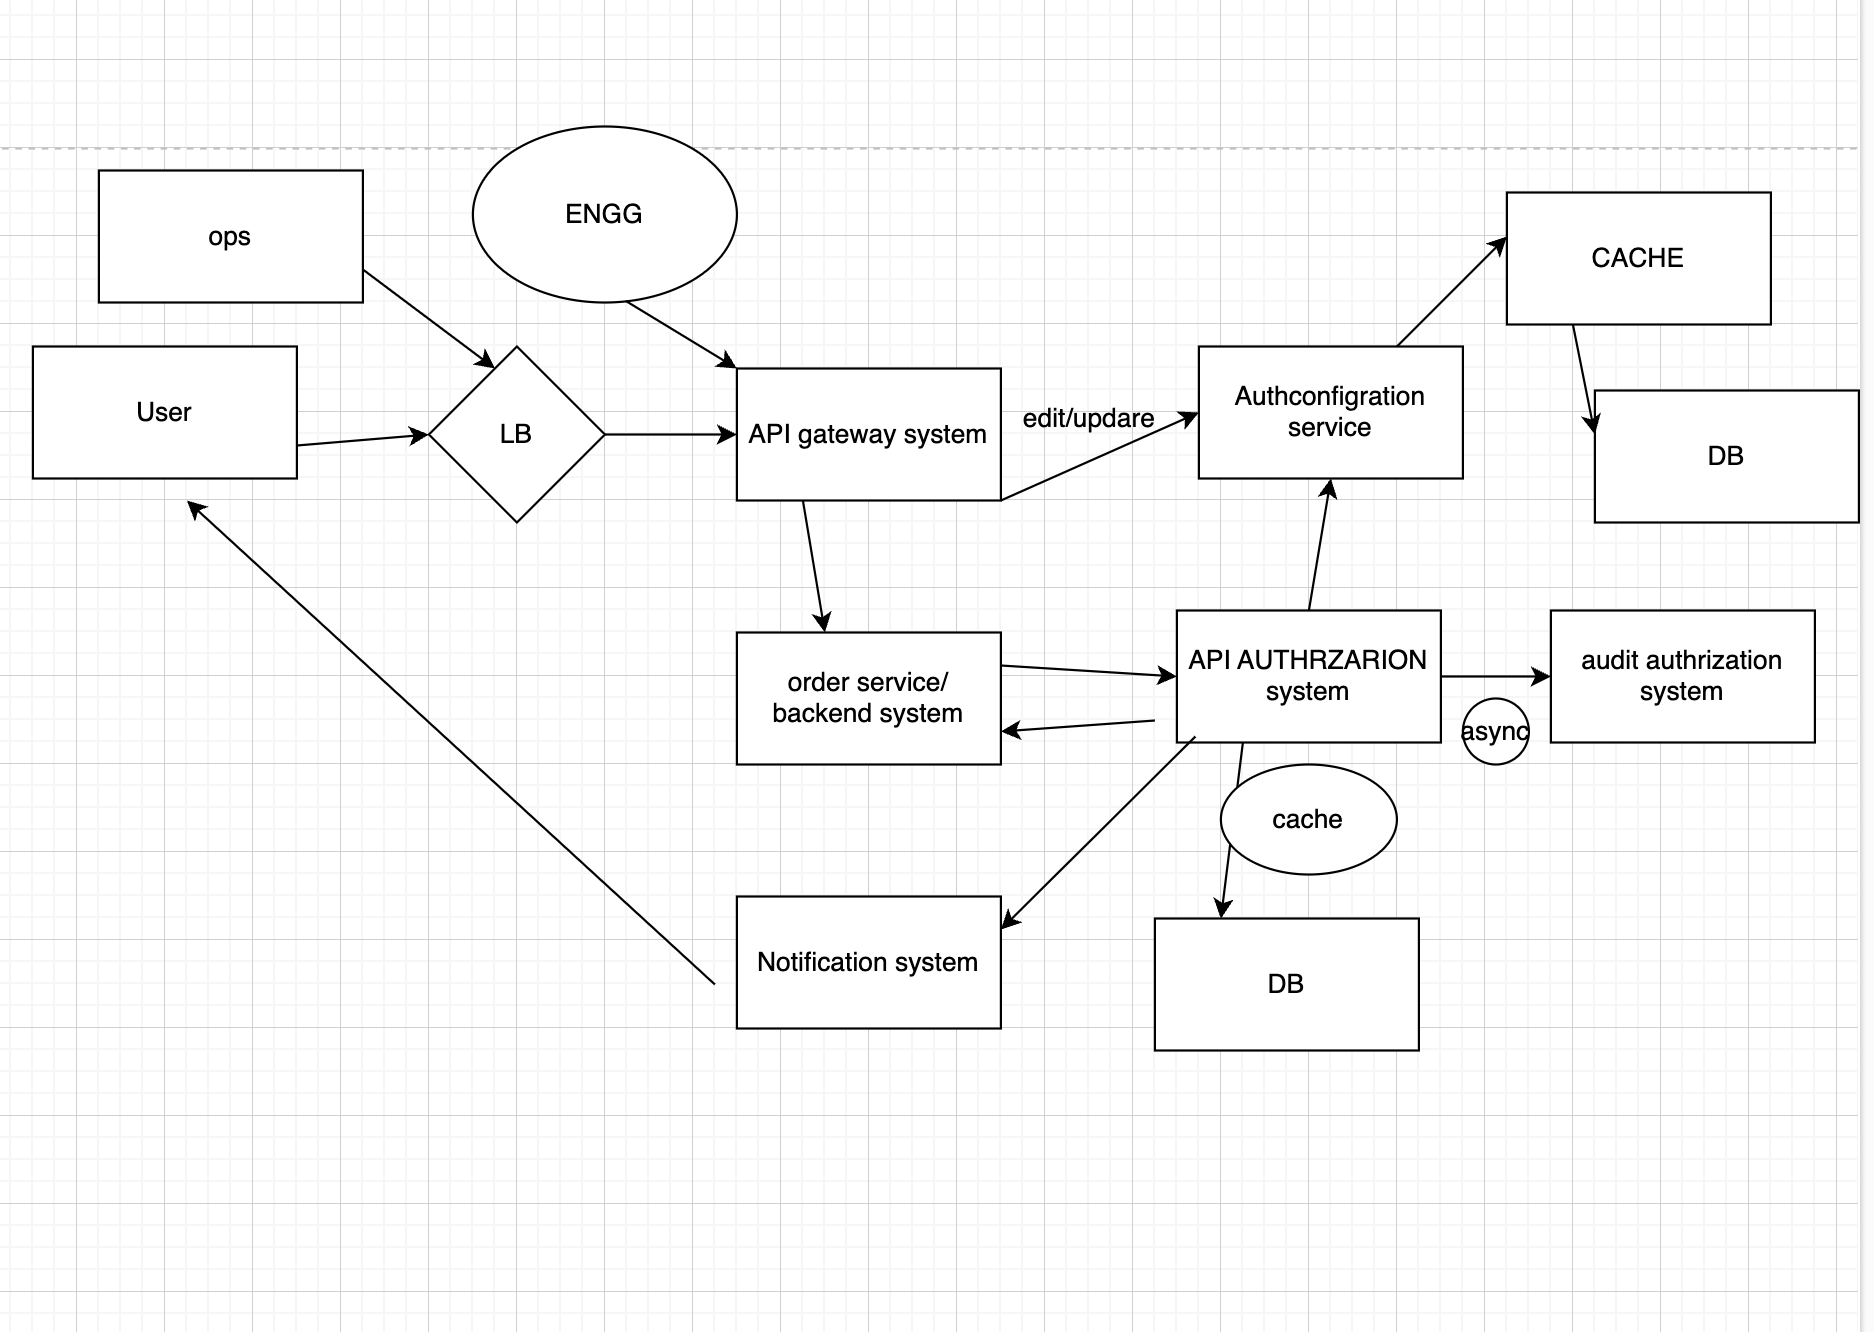 ops
ENGG
CACHE
User
LB
API gateway system
edit/updare
Authconfigration
service
DB
order service/
backend system
API AUTHRZARION
system
audit authrization
system
async
cache
Notification system
DB